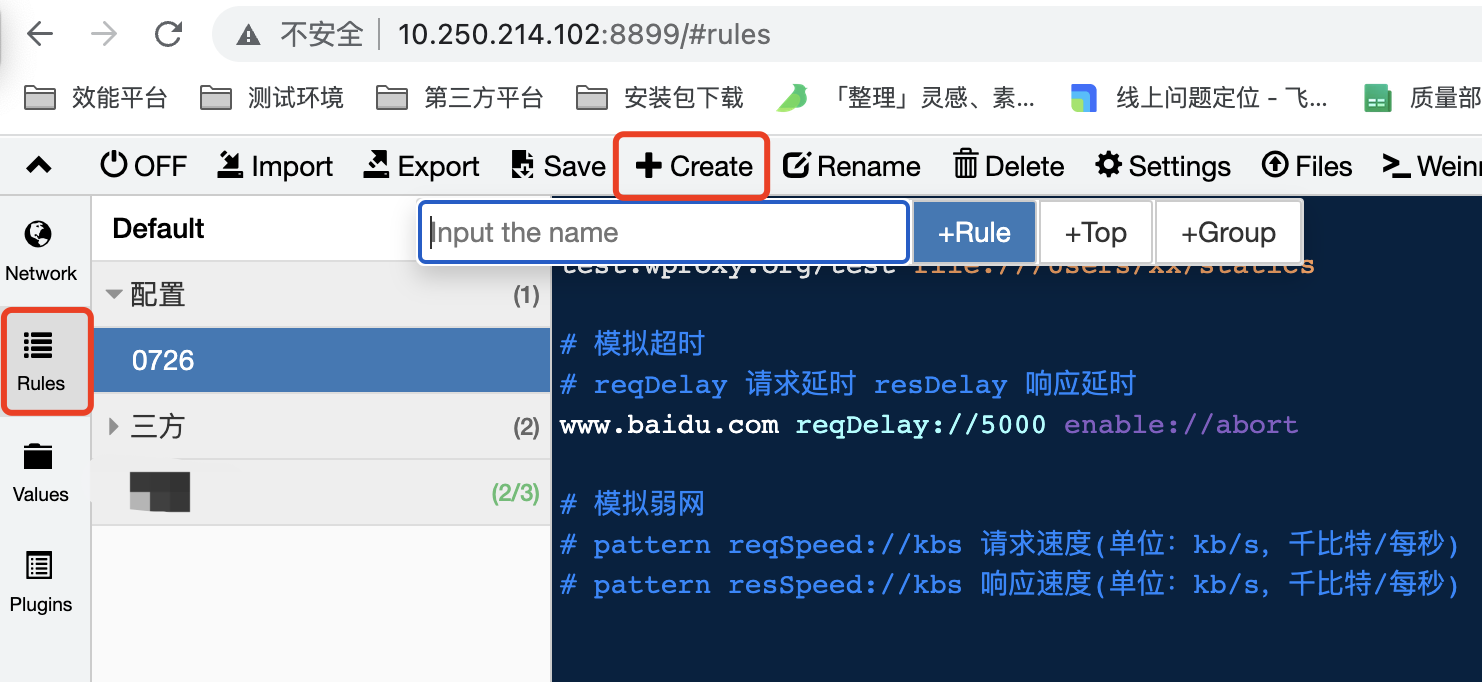 不安全 10.250.214.102:8899/#rules
效能平台 测试环境 第三方平台 安装包下载 「整理」灵感、素... 线上问题定位 - 飞... 质量部
OFF Import Export Save Create Rename Delete Settings Files Wein
Default
Input the name +Rule +Top +Group
Network
test.wproxy.org/test file:///Users/xx/statics
配置 (1)
Rules
0726
三方 (2)
Values
(2/3)
Plugins
# 模拟超时
# reqDelay 请求延时 resDelay 响应延时
www.baidu.com reqDelay://5000 enable://abort
# 模拟弱网
# pattern reqSpeed://kbs 请求速度(单位：kb/s，千比特/每秒)
# pattern resSpeed://kbs 响应速度(单位：kb/s，千比特/每秒)